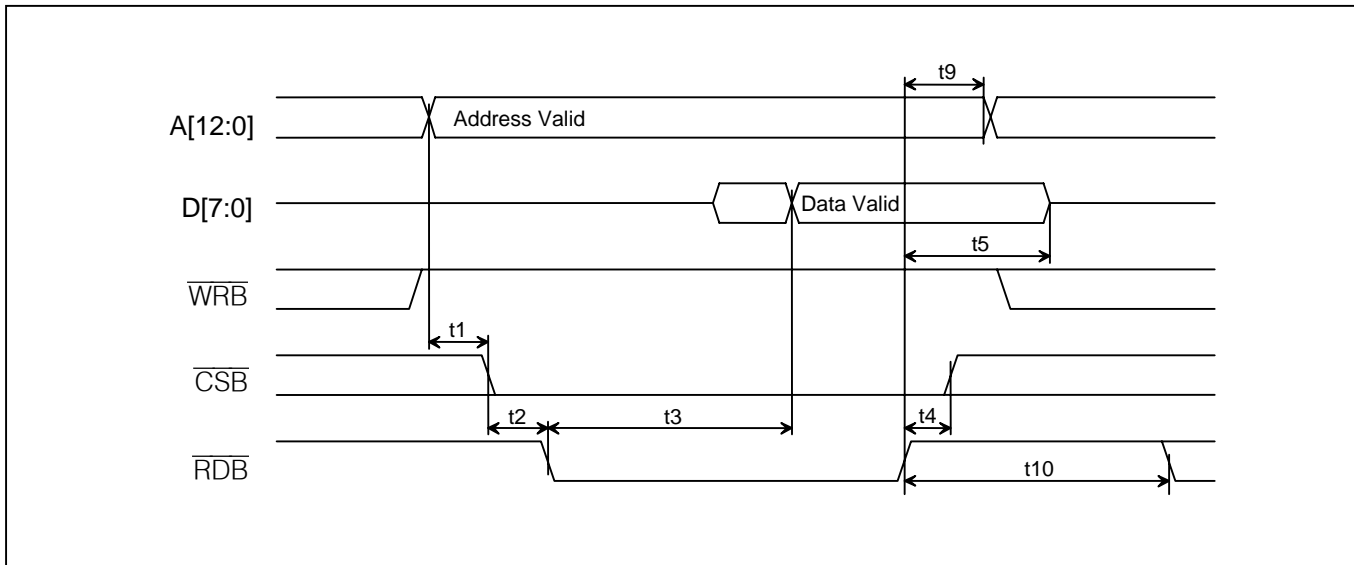 t9
A[12:0] Address Valid
D[7:0] Data Valid
t5
WRB
t1
CSB
t2 t3 t4
RDB
t10